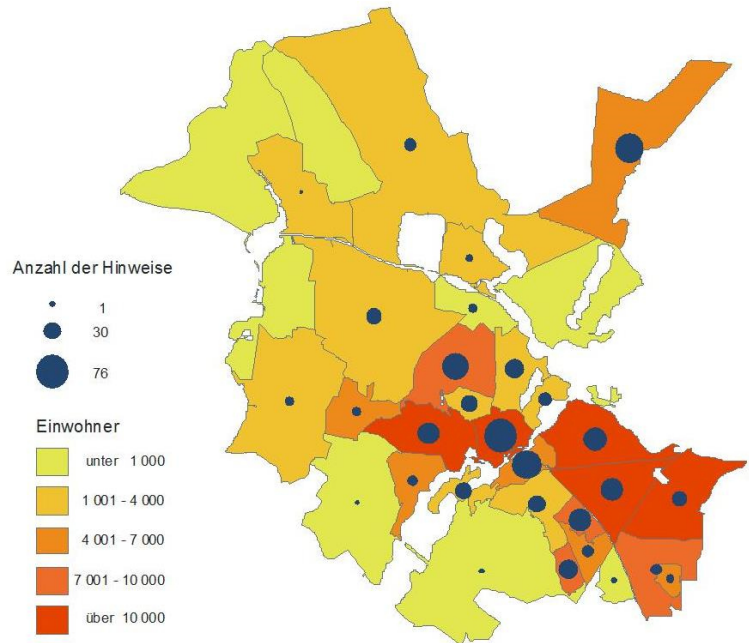 Anzahl der Hinweise
1
30
76
Einwohner
unter 1 000
1 001 - 4 000
4 001 - 7 000
7 001 - 10 000
über 10 000